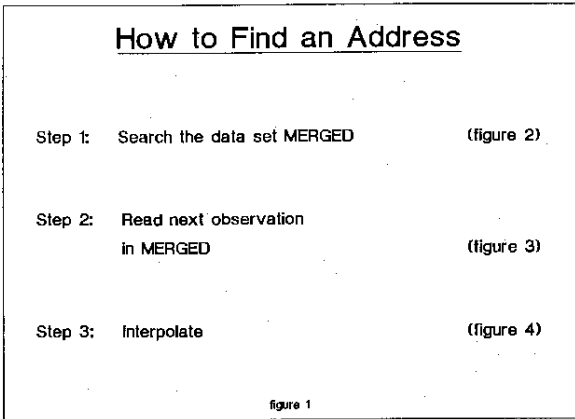 How to Find an Address
Step 1: Search the data set MERGED (figure 2)
Step 2: Read next observation
in MERGED (figure 3)
Step 3: Interpolate (figure 4)
figure 1